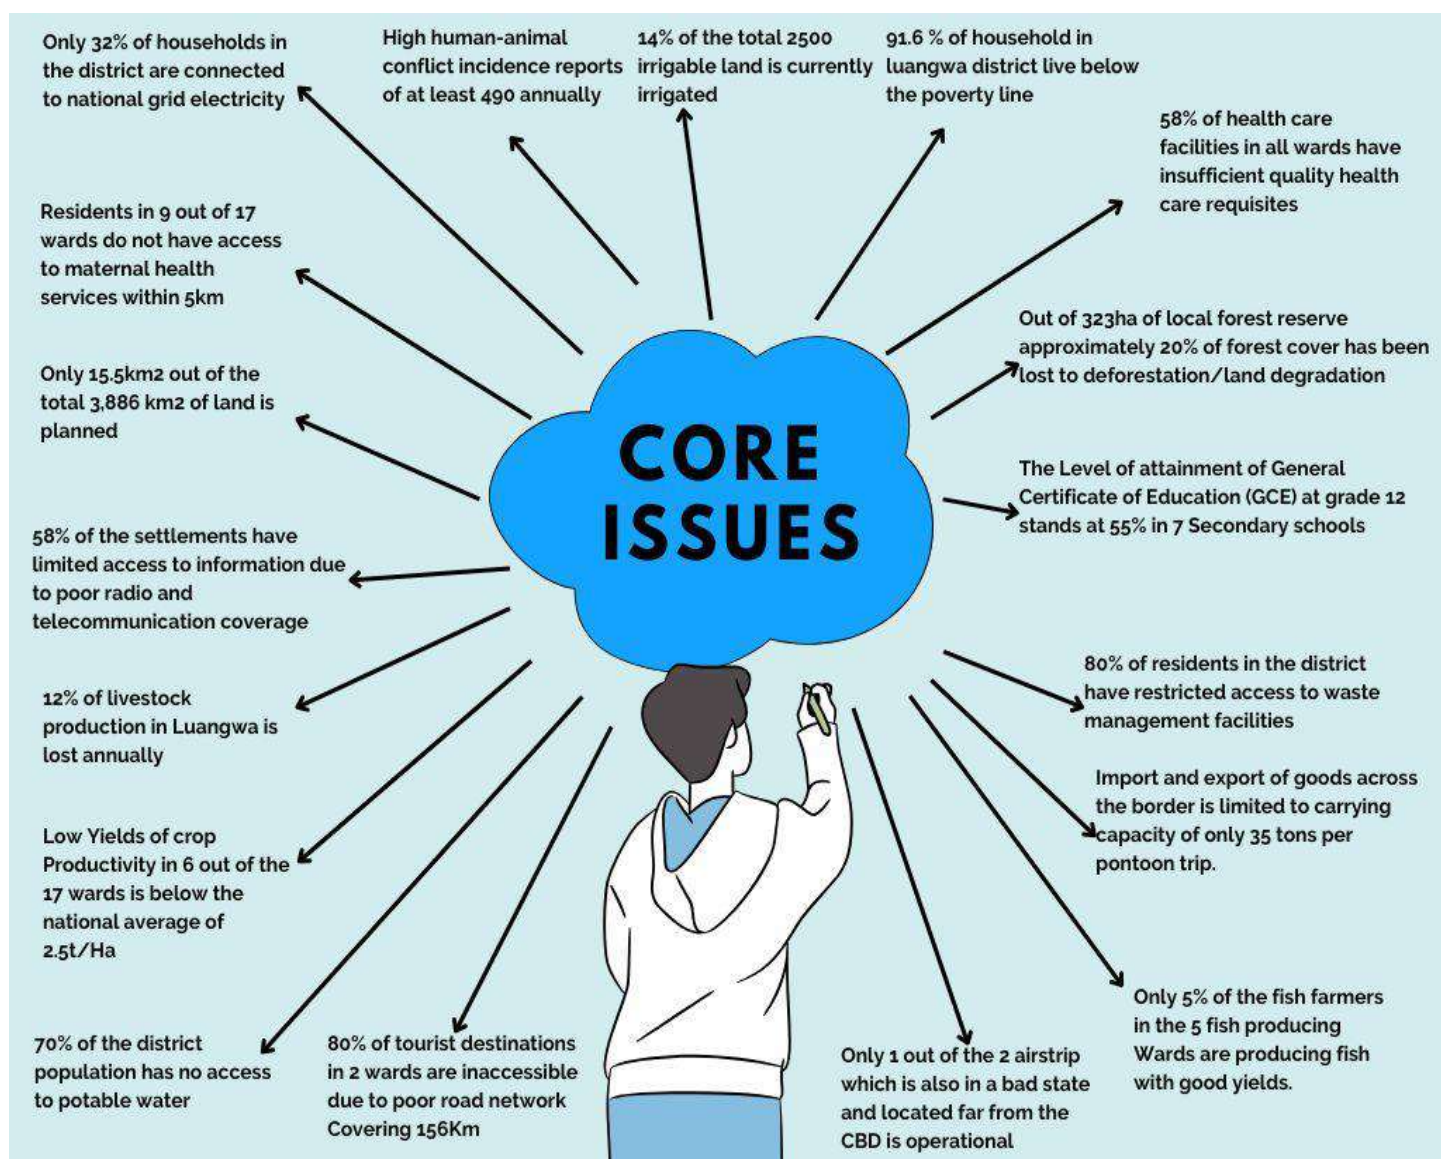 Only 32% of households in
the district are connected
to national grid electricity
High human-animal
conflict incidence reports
of at least 490 annually
14% of the total 2500
irrigable land is currently
irrigated
91.6 % of household in
luangwa district live below
the poverty line
58% of health care
facilities in all wards have
insufficient quality health
care requisites
Residents in 9 out of 17
wards do not have access
to maternal health
services within 5km
Out of 323ha of local forest reserve
approximately 20% of forest cover has been
lost to deforestation/land degradation
Only 15.5km2 out of the
total 3,886 km2 of land is
planned
CORE
ISSUES
The Level of attainment of General
Certificate of Education (GCE) at grade 12
stands at 55% in 7 Secondary schools
58% of the settlements have
limited access to information due
to poor radio and
telecommunication coverage
80% of residents in the district
have restricted access to waste
management facilities
12% of livestock
production in Luangwa is
lost annually
Import and export of goods across
the border is limited to carrying
capacity of only 35 tons per
pontoon trip.
Low Yields of crop
Productivity in 6 out of the
17 wards is below the
national average of
2.5t/Ha
Only 5% of the fish farmers
in the 5 fish producing
Wards are producing fish
with good yields.
70% of the district
population has no access
to potable water
80% of tourist destinations
in 2 wards are inaccessible
due to poor road network
Covering 156Km
Only 1 out of the 2 airstrip
which is also in a bad state
and located far from the
CBD is operational